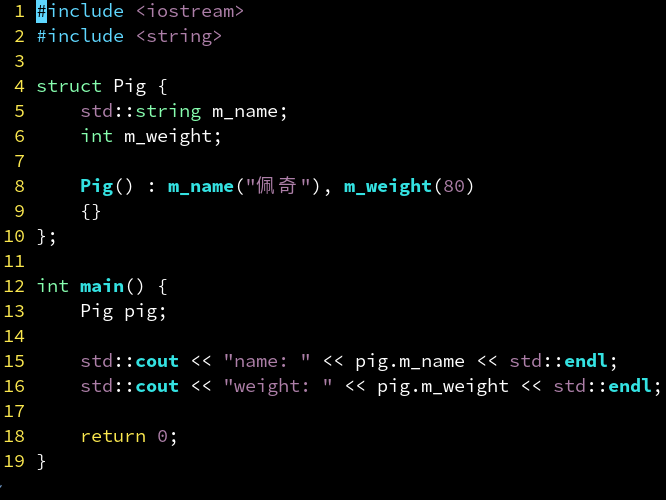 1 #include <iostream>
2 #include <string>
3
4 struct Pig {
5     std::string m_name;
6     int m_weight;
7
8     Pig() : m_name("佩奇"), m_weight(80)
9     {}
10 };
11
12 int main() {
13     Pig pig;
14
15     std::cout << "name: " << pig.m_name << std::endl;
16     std::cout << "weight: " << pig.m_weight << std::endl;
17
18     return 0;
19 }